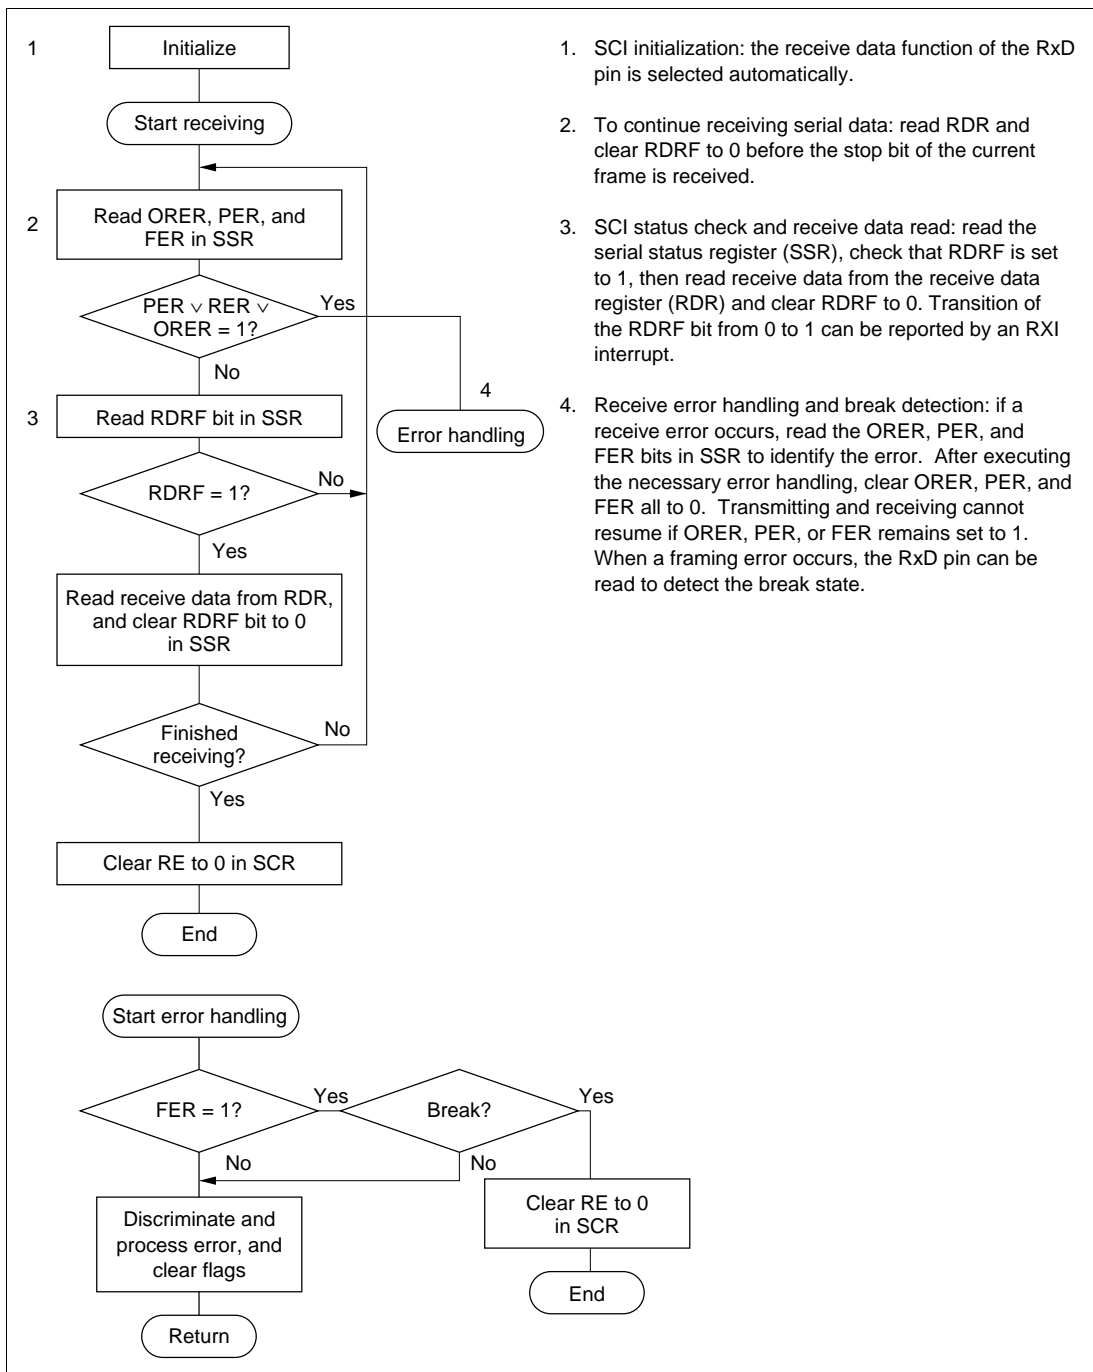 1
Initialize
Start receiving
2
Read ORER, PER, and
FER in SSR
PER ∨ RER ∨
ORER = 1?
Yes
No
4
Error handling
3
Read RDRF bit in SSR
RDRF = 1?
No
Yes
Read receive data from RDR,
and clear RDRF bit to 0
in SSR
Finished
receiving?
No
Yes
Clear RE to 0 in SCR
End
1. SCI initialization: the receive data function of the RxD
pin is selected automatically.
2. To continue receiving serial data: read RDR and
clear RDRF to 0 before the stop bit of the current
frame is received.
3. SCI status check and receive data read: read the
serial status register (SSR), check that RDRF is set
to 1, then read receive data from the receive data
register (RDR) and clear RDRF to 0. Transition of
the RDRF bit from 0 to 1 can be reported by an RXI
interrupt.
4. Receive error handling and break detection: if a
receive error occurs, read the ORER, PER, and
FER bits in SSR to identify the error. After executing
the necessary error handling, clear ORER, PER, and
FER all to 0. Transmitting and receiving cannot
resume if ORER, PER, or FER remains set to 1.
When a framing error occurs, the RxD pin can be
read to detect the break state.
Start error handling
FER = 1?
Yes
Break?
Yes
No
No
Clear RE to 0
in SCR
Discriminate and
process error, and
clear flags
End
Return